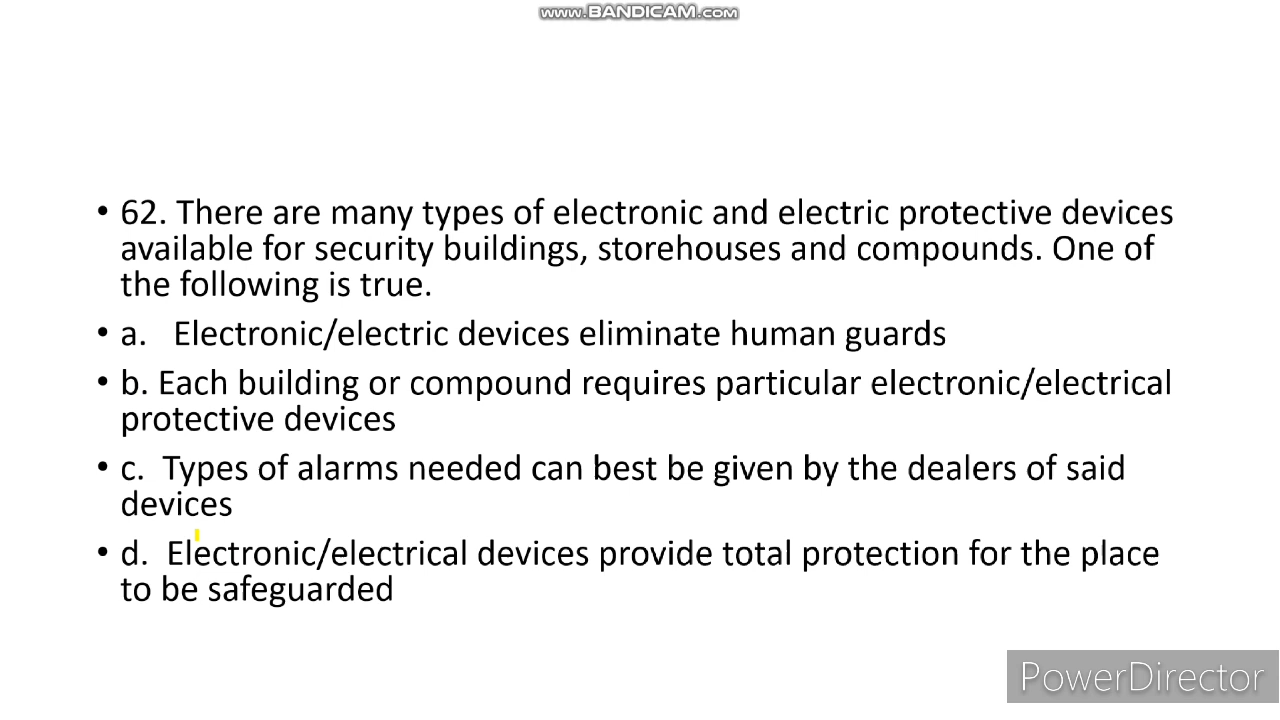 www.BANDICAM.com
• 62. There are many types of electronic and electric protective devices
available for security buildings, storehouses and compounds. One of
the following is true.
• a. Electronic/electric devices eliminate human guards
• b. Each building or compound requires particular electronic/electrical
protective devices
• c. Types of alarms needed can best be given by the dealers of said
devices
• d. Electronic/electrical devices provide total protection for the place
to be safeguarded
PowerDirector